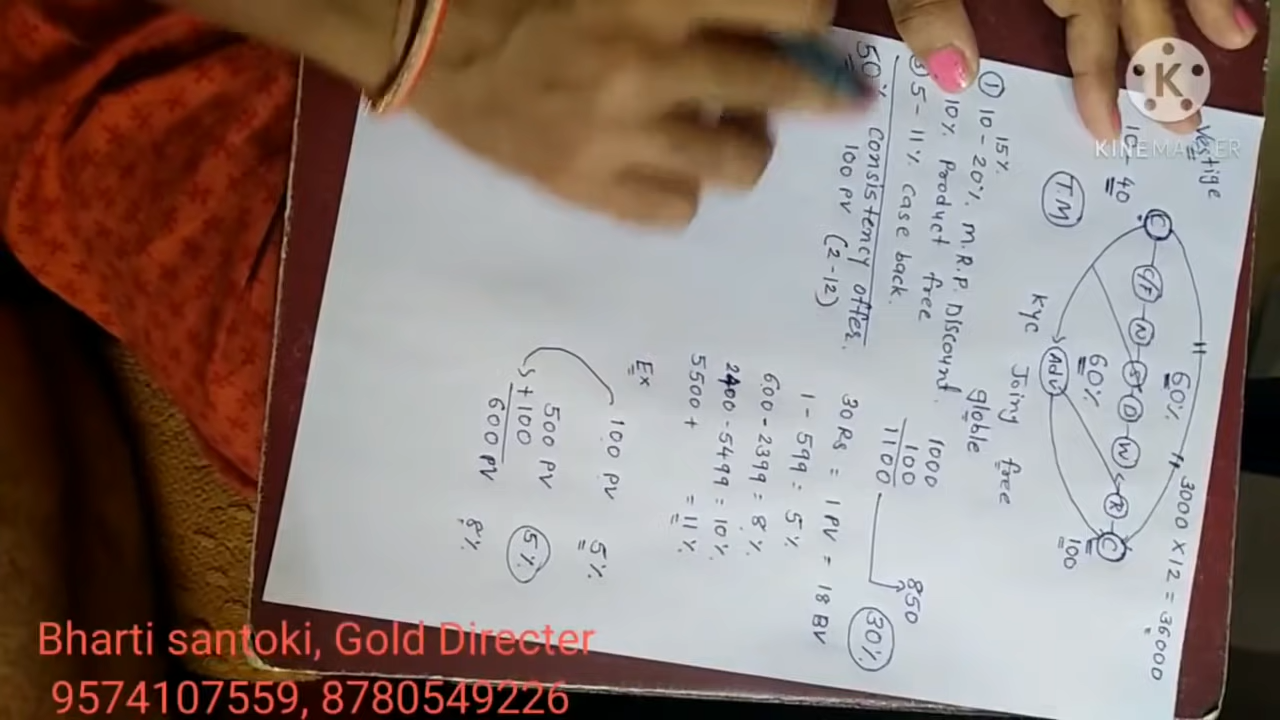 Vestige
3000 X 12 = 36000
60%
10 40
C C/F N S D W R C
100
60%
T.M
KYC Adv
Joing free
globle
① 10 - 20% M.R.P. Discount.
15%
10% Product free
③ 5 - 11% case back.
50% Consistency offer.
100 PV (2-12)
1000
100
1100
850
30%
30 Rs = 1 PV = 18 BV
1 - 599 = 5%
600 - 2399 = 8%
2400 - 5499 = 10%
5500+ = 11%
Ex
100 PV 5%
500 PV 5%
+ 100
600 PV 8%
K
KINEMASTER
Bharti santoki, Gold Directer
9574107559, 8780549226